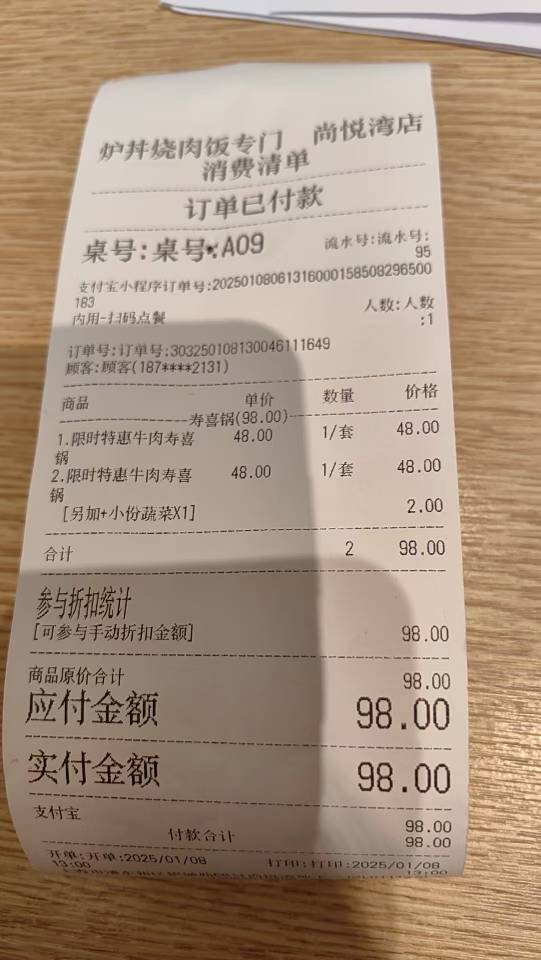 炉丼烧肉饭专门 尚悦湾店
消费清单
订单已付款
桌号:桌号:A09 流水号:流水号:
95
支付宝小程序订单号:20250108061316000158508296500
183
内用-扫码点餐 人数:人数
:1
订单号:订单号:303250108130046111649
顾客:顾客(187****2131)
商品 单价 数量 价格
寿喜锅(98.00)
1.限时特惠牛肉寿喜 48.00 1/套 48.00
锅
2.限时特惠牛肉寿喜 48.00 1/套 48.00
锅
[另加+小份蔬菜X1] 2.00
合计 2 98.00
参与折扣统计
[可参与手动折扣金额] 98.00
商品原价合计 98.00
应付金额 98.00
实付金额 98.00
支付宝 98.00
付款合计 98.00
开单:开单:2025/01/08 打印:打印:2025/01/08
13:00 13:00